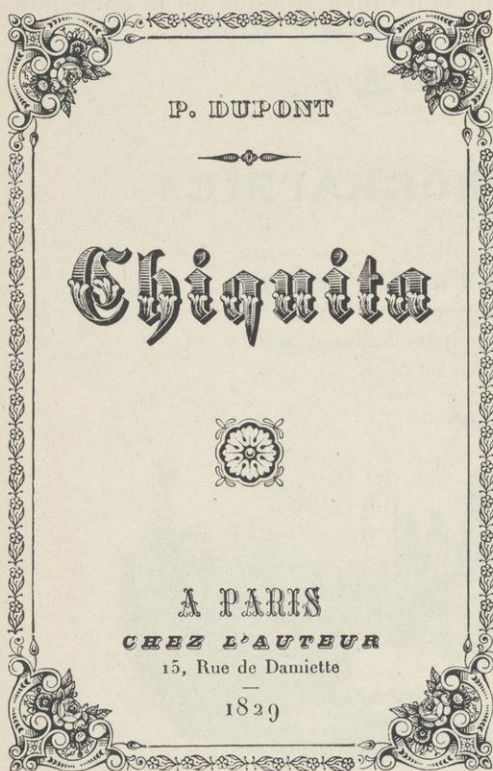 P. DUPONT
Chiquita
A PARIS
CHEZ L'AUTEUR
15, Rue de Damiette
1829